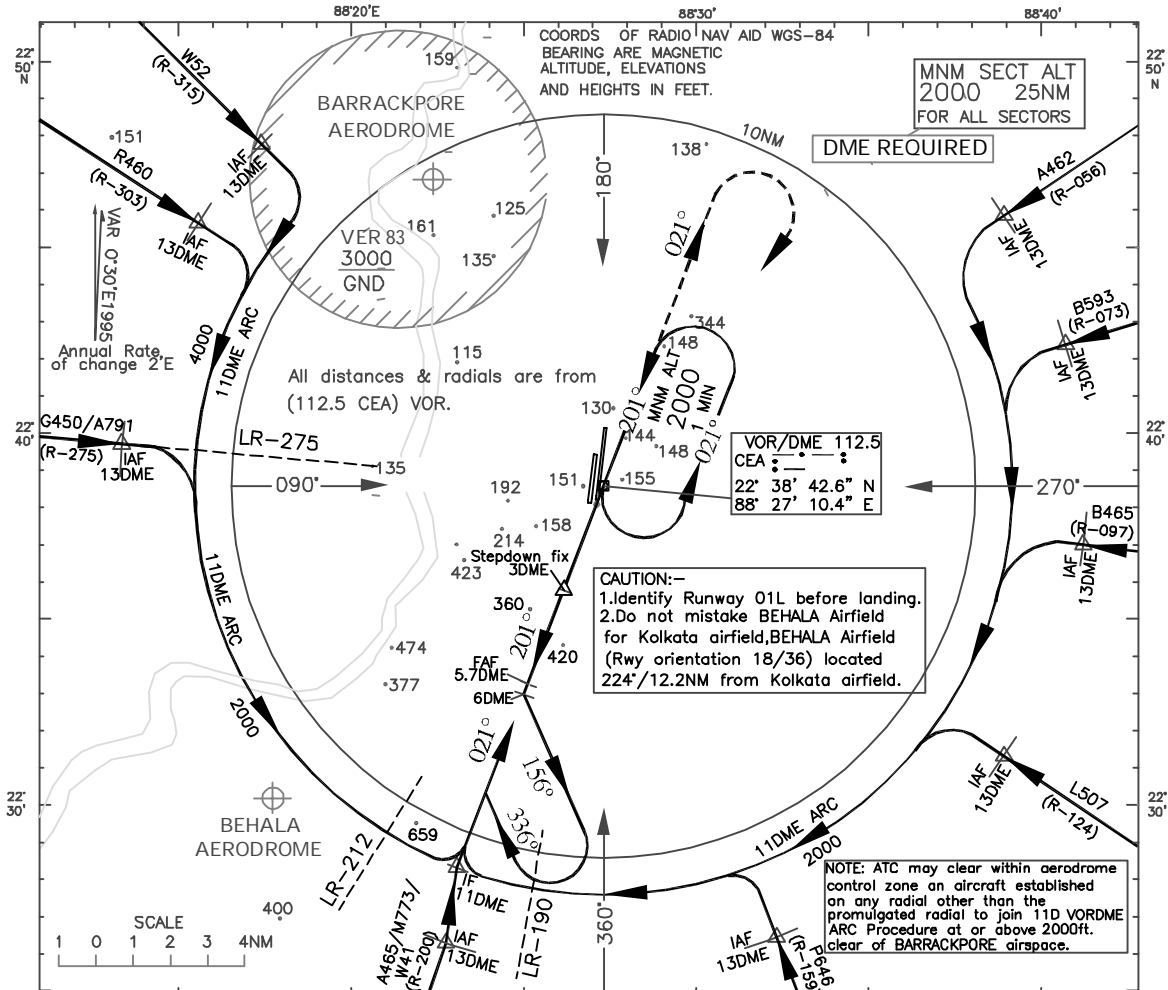 88°20'E
88°30'
88°40'
22°
50'
N
22°
50'
N
COORDS OF RADIO NAV AID WGS-84
BEARING ARE MAGNETIC
ALTITUDE, ELEVATIONS
AND HEIGHTS IN FEET.
MNM SECT ALT
2000 25NM
FOR ALL SECTORS
DME REQUIRED
W52
(R-315)
159
BARRACKPORE
AERODROME
10NM
138
151
R460
(R-303)
IAF
13DME
IAF
13DME
180°
A462
(R-056)
IAF
13DME
VAR 0°30'E1995
Annual Rate
of change 2'E
161
125
VER 83
3000
GND
135
021°
B593
(R-073)
IAF
13DME
4000
11DME ARC
115
344
148
All distances & radials are from
(112.5 CEA) VOR.
201°
MNM ALT
2000
1 MIN
021°
130
144
148
G450/A791
(R-275)
IAF
13DME
LR-275
135
22°
40'
22°
40'
VOR/DME 112.5
CEA
22° 38' 42.6" N
88° 27' 10.4" E
090°
151
155
192
270°
158
214
423
B465
(R-097)
IAF
13DME
Stepdown fix
3DME
360
201°
420
11DME ARC
474
377
CAUTION:-
1.Identify Runway 01L before landing.
2.Do not mistake BEHALA Airfield
for Kolkata airfield,BEHALA Airfield
(Rwy orientation 18/36) located
224°/12.2NM from Kolkata airfield.
FAF
5.7DME
6DME
2000
021°
156°
336°
IAF
13DME
L507
(R-124)
22°
30'
22°
30'
BEHALA
AERODROME
659
LR-212
11DME ARC
2000
IF
11DME
LR-190
360°
400
A465/M773/
W41
(R-200)
IAF
13DME
IAF
13DME
P646
(R-159)
NOTE: ATC may clear within aerodrome
control zone an aircraft established
on any radial other than the
promulgated radial to join 11D VORDME
ARC Procedure at or above 2000ft.
clear of BARRACKPORE airspace.
SCALE
1 0 1 2 3 4NM